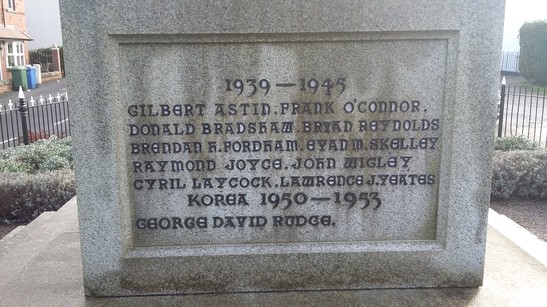 1939 — 1945
GILBERT ASTIN. FRANK O'CONNOR.
DONALD BRADSHAW. BRYAN REYNOLDS
BRENDAN H. FORDHAM. EVAN M. SKELLEY
RAYMOND JOYCE. JOHN WIGLEY
CYRIL LAYCOCK. LAWRENCE J. YEATES
KOREA 1950 — 1953
GEORGE DAVID RUDGE.